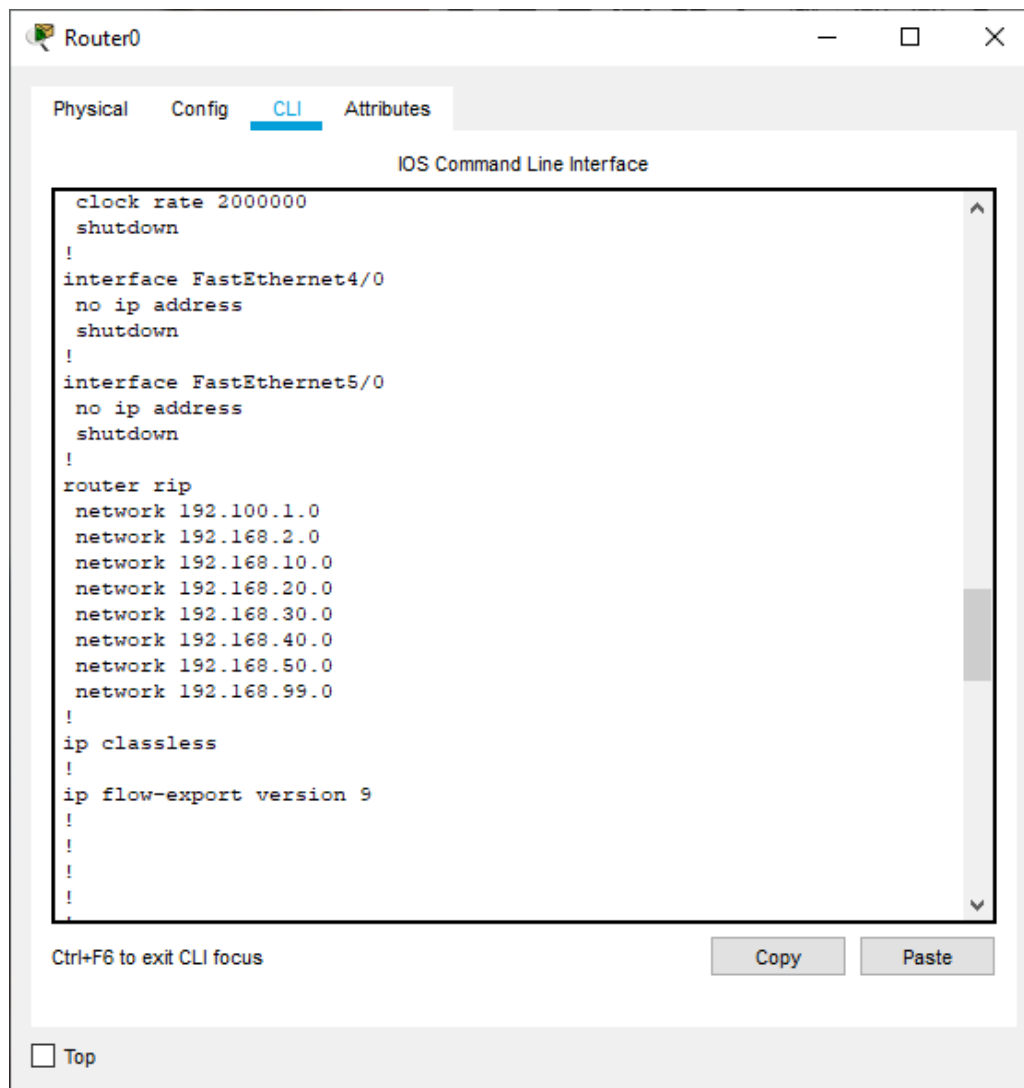 Router0
Physical Config CLI Attributes
IOS Command Line Interface
clock rate 2000000
shutdown
!
interface FastEthernet4/0
no ip address
shutdown
!
interface FastEthernet5/0
no ip address
shutdown
!
router rip
network 192.100.1.0
network 192.168.2.0
network 192.168.10.0
network 192.168.20.0
network 192.168.30.0
network 192.168.40.0
network 192.168.50.0
network 192.168.99.0
!
ip classless
!
ip flow-export version 9
!
!
!
!
Ctrl+F6 to exit CLI focus
Copy Paste
Top